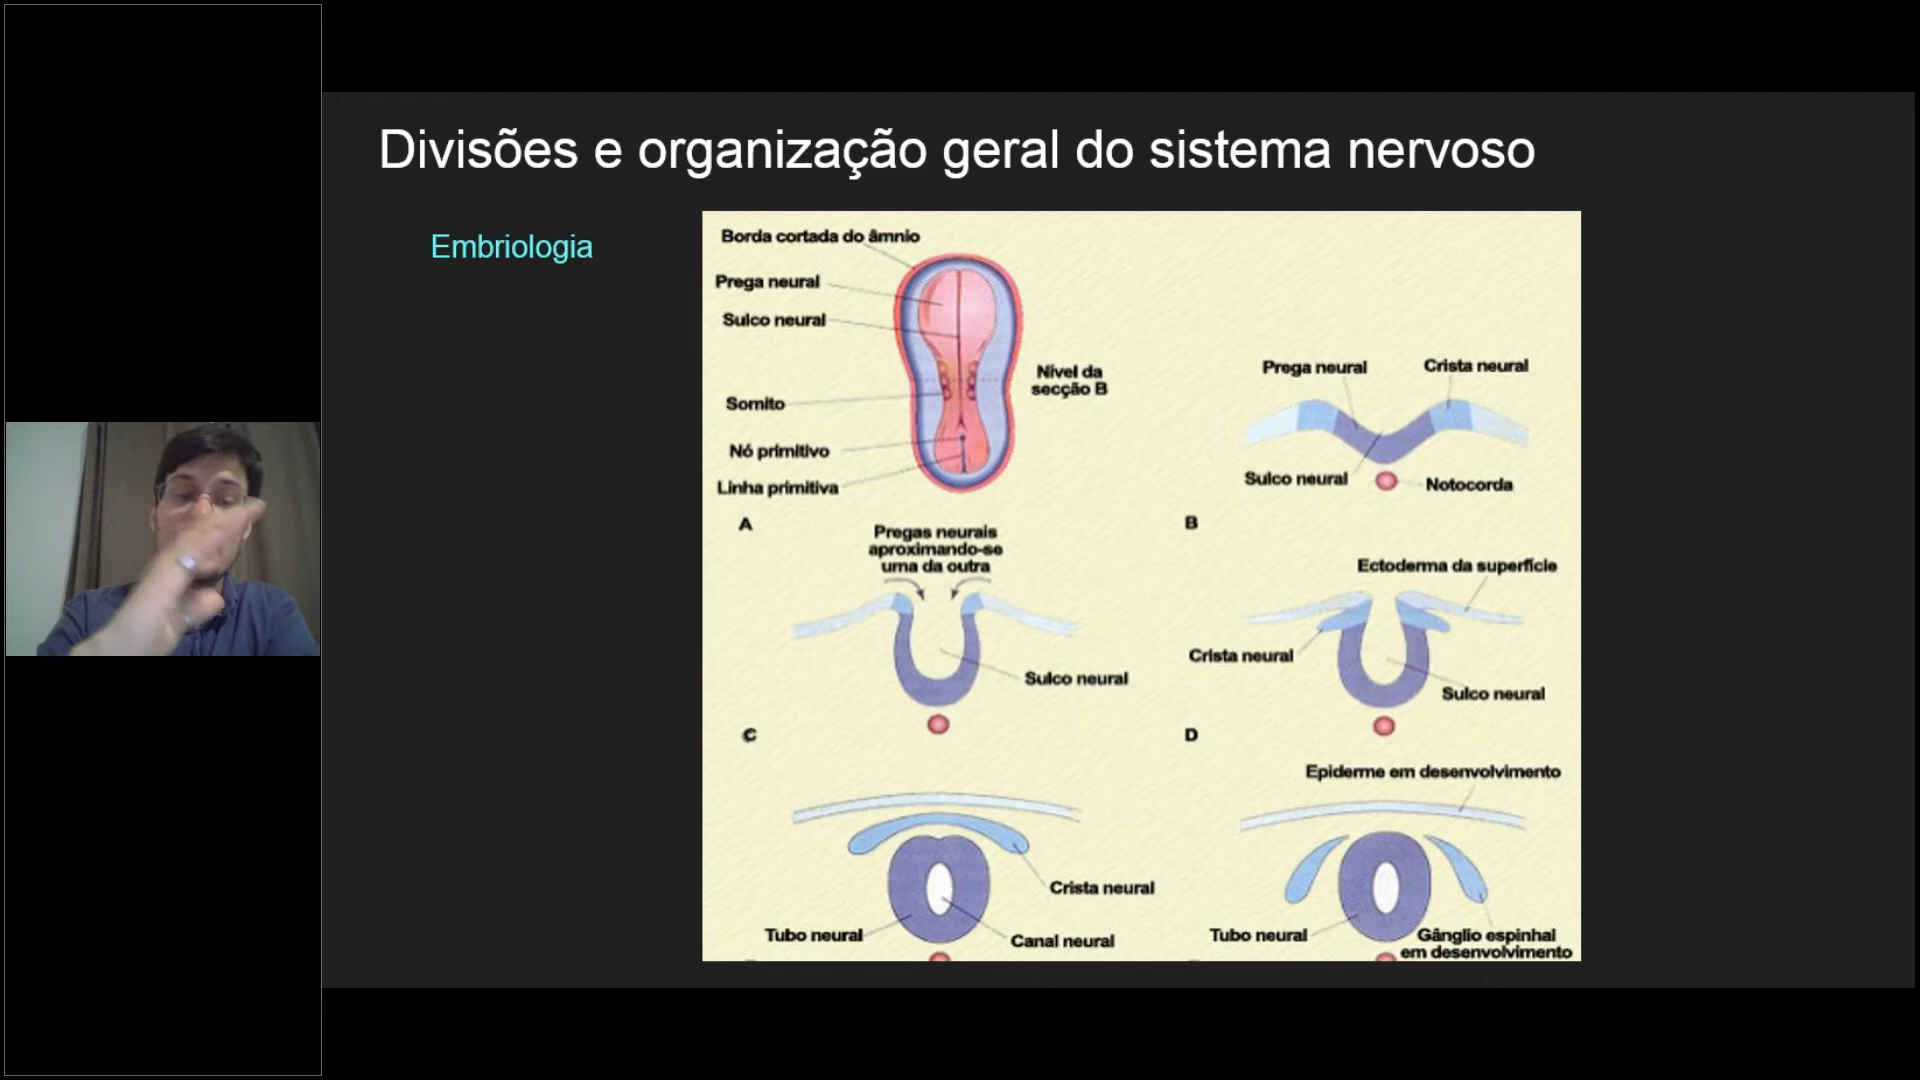 Divisões e organização geral do sistema nervoso
Embriologia
Borda cortada do âmnio
Prega neural
Sulco neural
Somito
Nó primitivo
Linha primitiva
Nível da
secção B
A
Prega neural
Crista neural
Sulco neural
Notocorda
B
Pregas neurais
aproximando-se
uma da outra
Sulco neural
C
Ectoderma da superfície
Crista neural
Sulco neural
D
Crista neural
Tubo neural
Canal neural
Epiderme em desenvolvimento
Tubo neural
Gânglio espinhal
em desenvolvimento